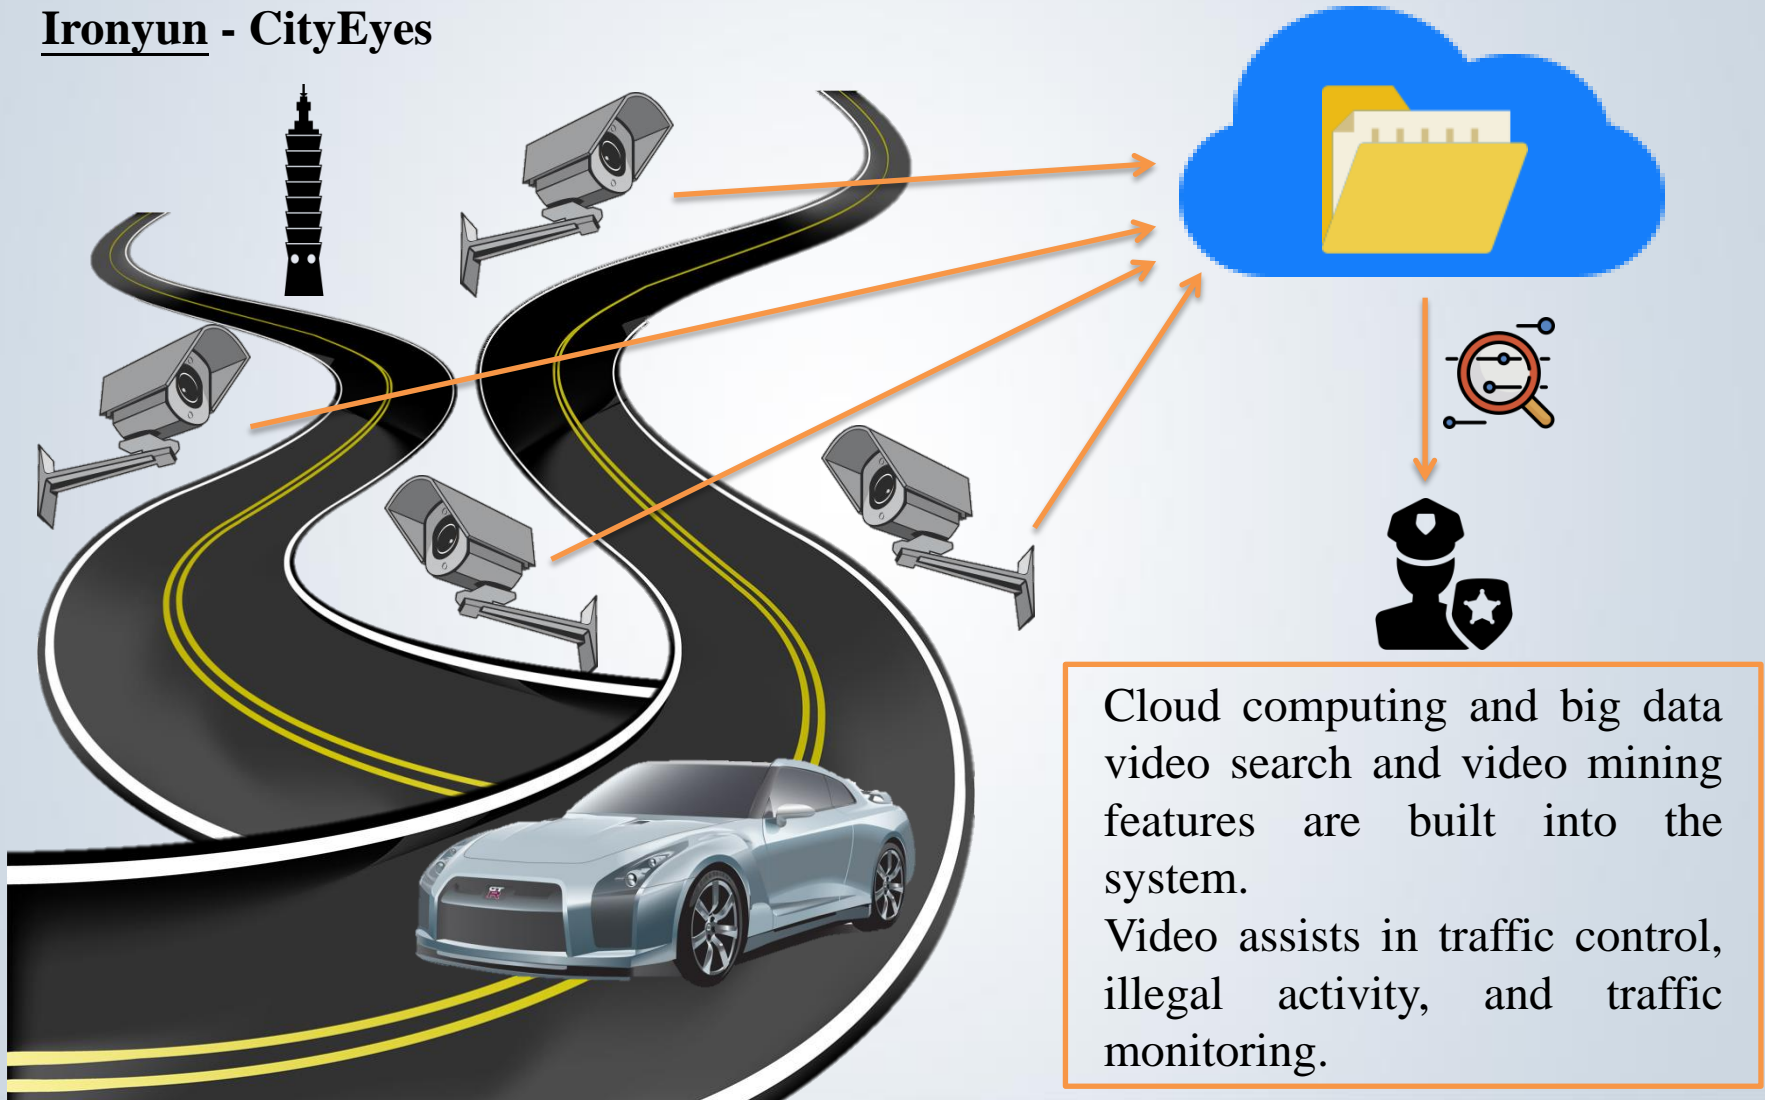 Ironyun - CityEyes
Cloud computing and big data
video search and video mining
features are built into the
system.
Video assists in traffic control,
illegal activity, and traffic
monitoring.
GT
R